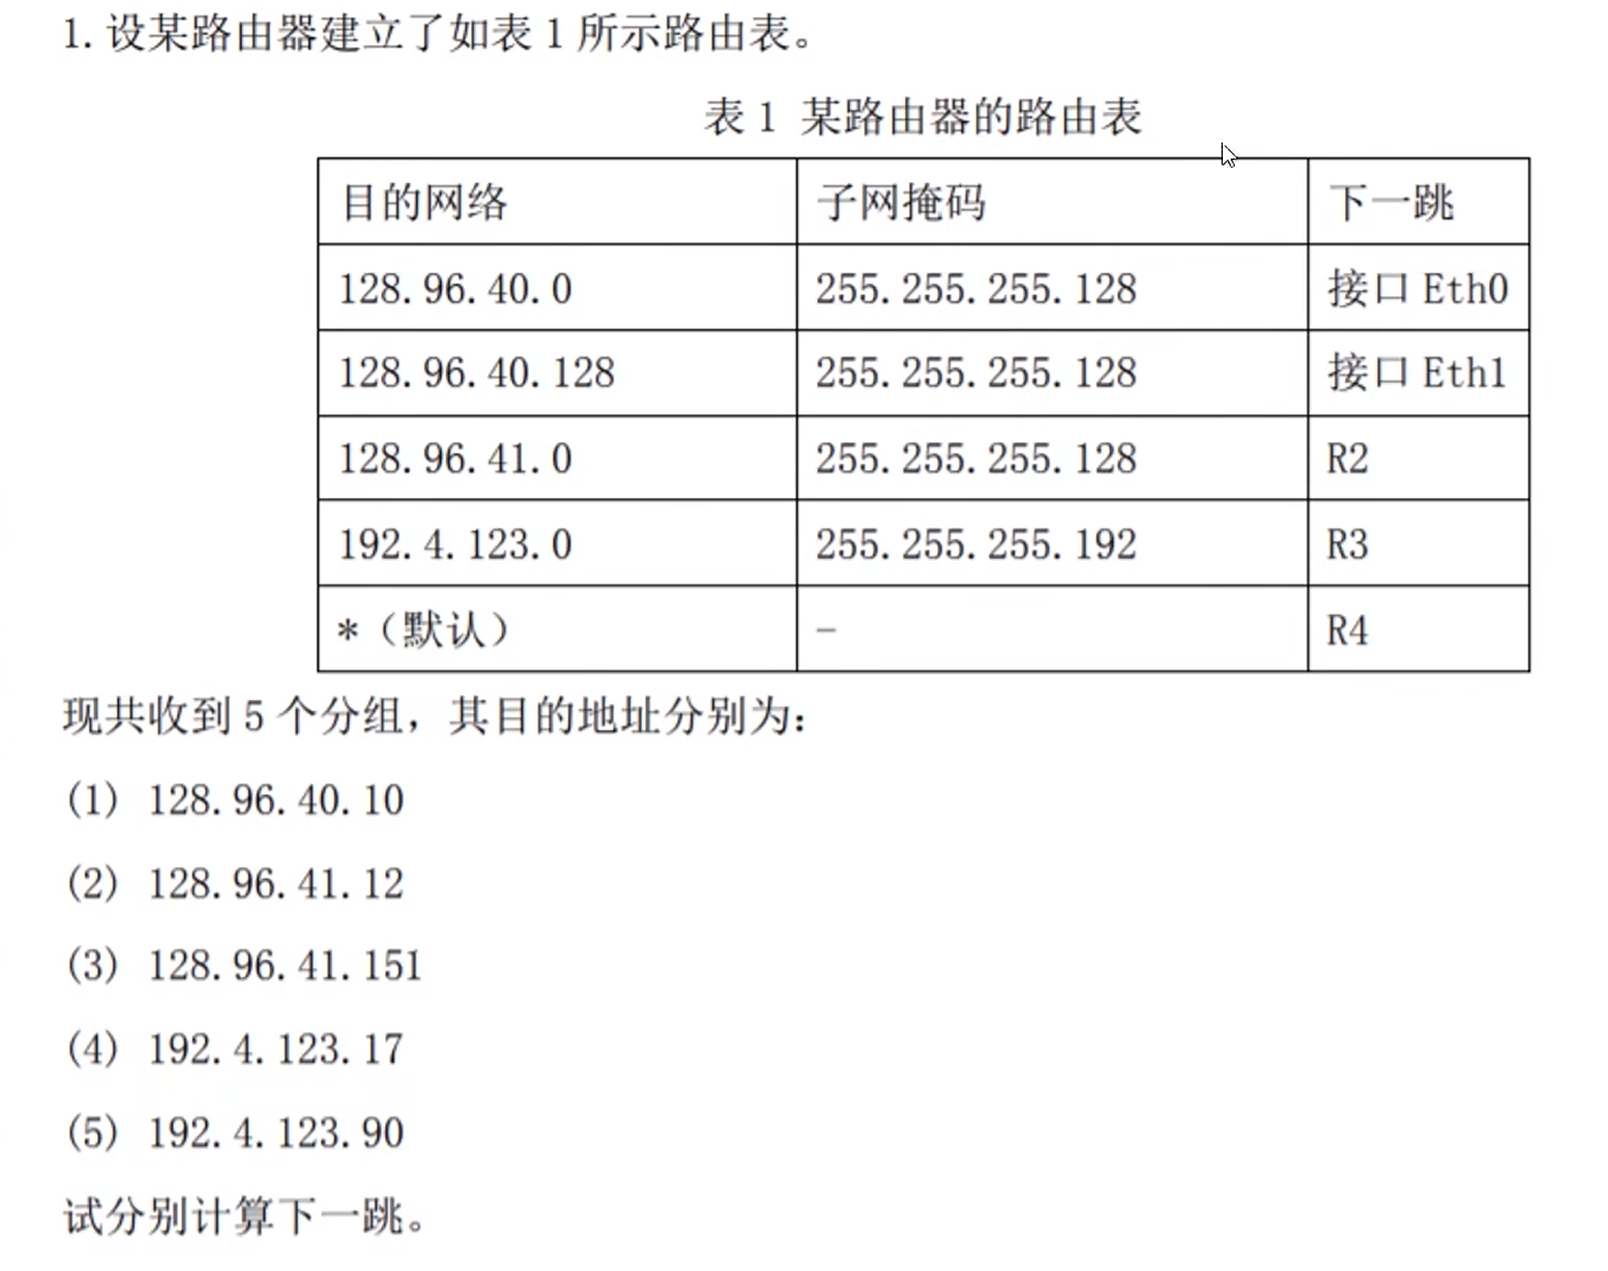 1. 设某路由器建立了如表 1 所示路由表。
表 1 某路由器的路由表
目的网络 子网掩码 下一跳
128.96.40.0 255.255.255.128 接口 Eth0
128.96.40.128 255.255.255.128 接口 Eth1
128.96.41.0 255.255.255.128 R2
192.4.123.0 255.255.255.192 R3
*（默认） - R4
现共收到 5 个分组，其目的地址分别为：
(1) 128.96.40.10
(2) 128.96.41.12
(3) 128.96.41.151
(4) 192.4.123.17
(5) 192.4.123.90
试分别计算下一跳。